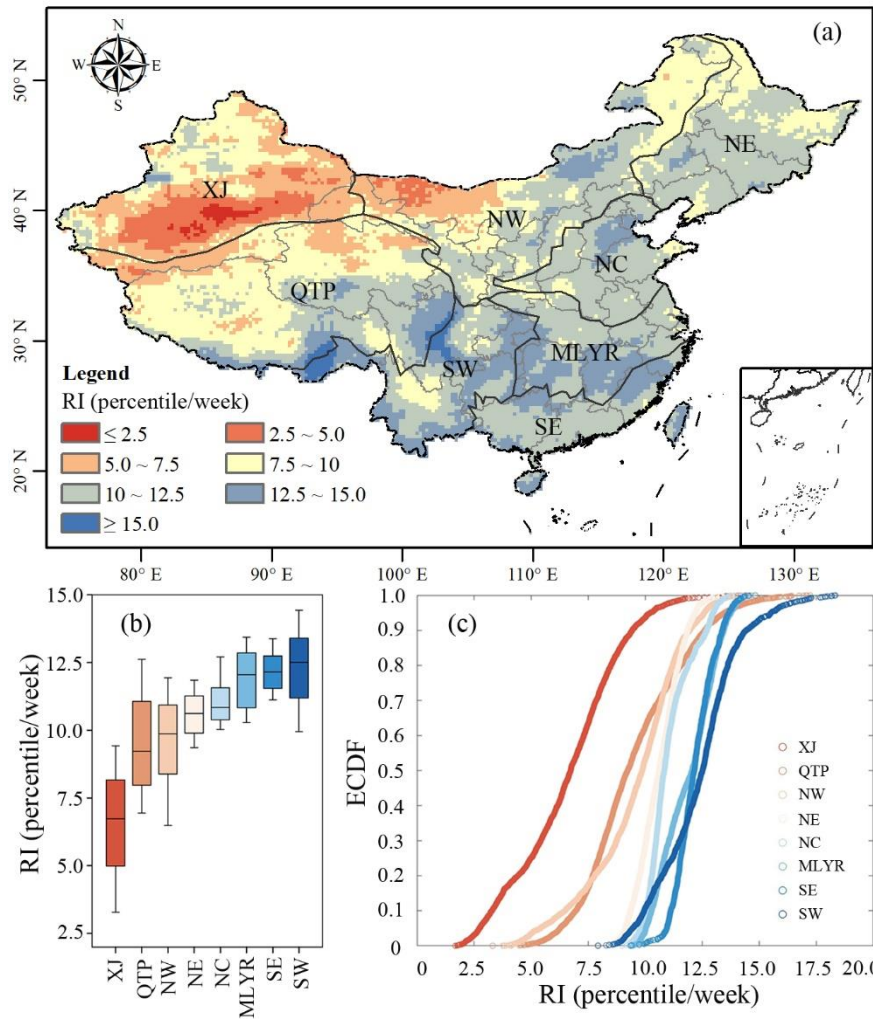 (a)
N
W E
S
50° N
40° N
30° N
20° N
XJ
NE
NW
NC
QTP
MLYR
SW
SE
Legend
RI (percentile/week)
≤ 2.5 2.5 ~ 5.0
5.0 ~ 7.5 7.5 ~ 10
10 ~ 12.5 12.5 ~ 15.0
≥ 15.0
80° E 90° E 100° E 110° E 120° E 130° E
(b)
RI (percentile/week)
15.0
12.5
10.0
7.5
5.0
2.5
XJ QTP NW NE NC MLYR SE SW
(c)
ECDF
1.0
0.9
0.8
0.7
0.6
0.5
0.4
0.3
0.2
0.1
0
XJ
QTP
NW
NE
NC
MLYR
SE
SW
0 2.5 5.0 7.5 10.0 12.5 15.0 17.5 20.0
RI (percentile/week)